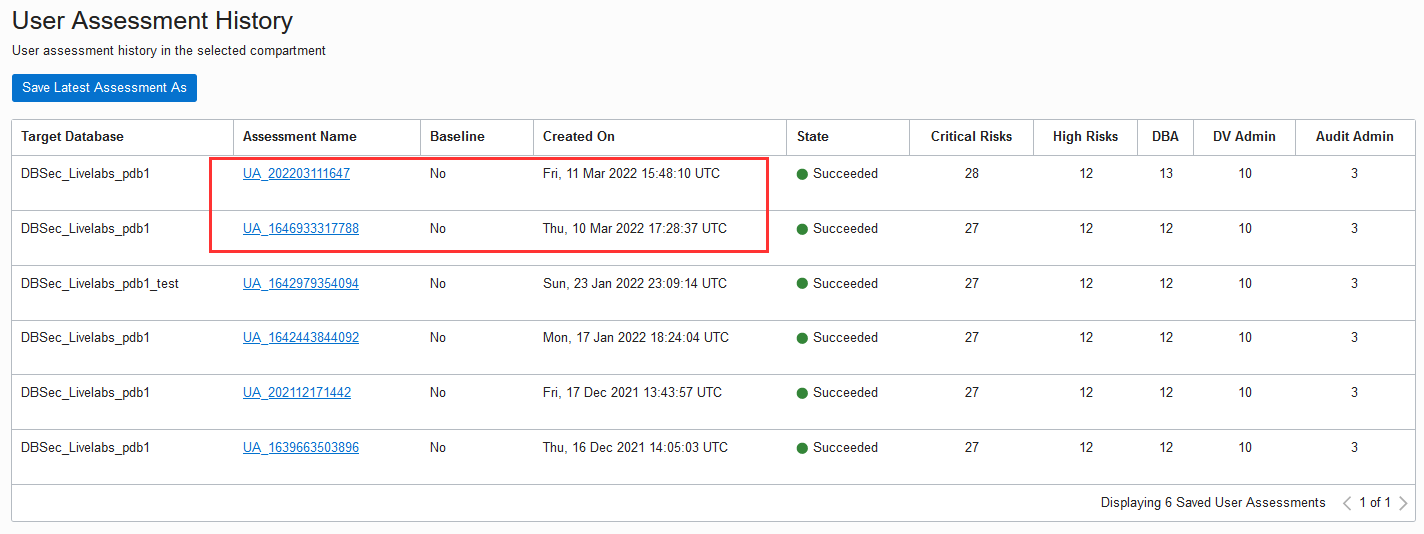 User Assessment History
User assessment history in the selected compartment
Save Latest Assessment As
Target Database Assessment Name Baseline Created On State Critical Risks High Risks DBA DV Admin Audit Admin
DBSec_Livelabs_pdb1 UA_202203111647 No Fri, 11 Mar 2022 15:48:10 UTC Succeeded 28 12 13 10 3
DBSec_Livelabs_pdb1 UA_1646933317788 No Thu, 10 Mar 2022 17:28:37 UTC Succeeded 27 12 12 10 3
DBSec_Livelabs_pdb1_test UA_1642979354094 No Sun, 23 Jan 2022 23:09:14 UTC Succeeded 27 12 12 10 3
DBSec_Livelabs_pdb1 UA_1642443844092 No Mon, 17 Jan 2022 18:24:04 UTC Succeeded 27 12 12 10 3
DBSec_Livelabs_pdb1 UA_202112171442 No Fri, 17 Dec 2021 13:43:57 UTC Succeeded 27 12 12 10 3
DBSec_Livelabs_pdb1 UA_1639663503896 No Thu, 16 Dec 2021 14:05:03 UTC Succeeded 27 12 12 10 3
Displaying 6 Saved User Assessments 1 of 1